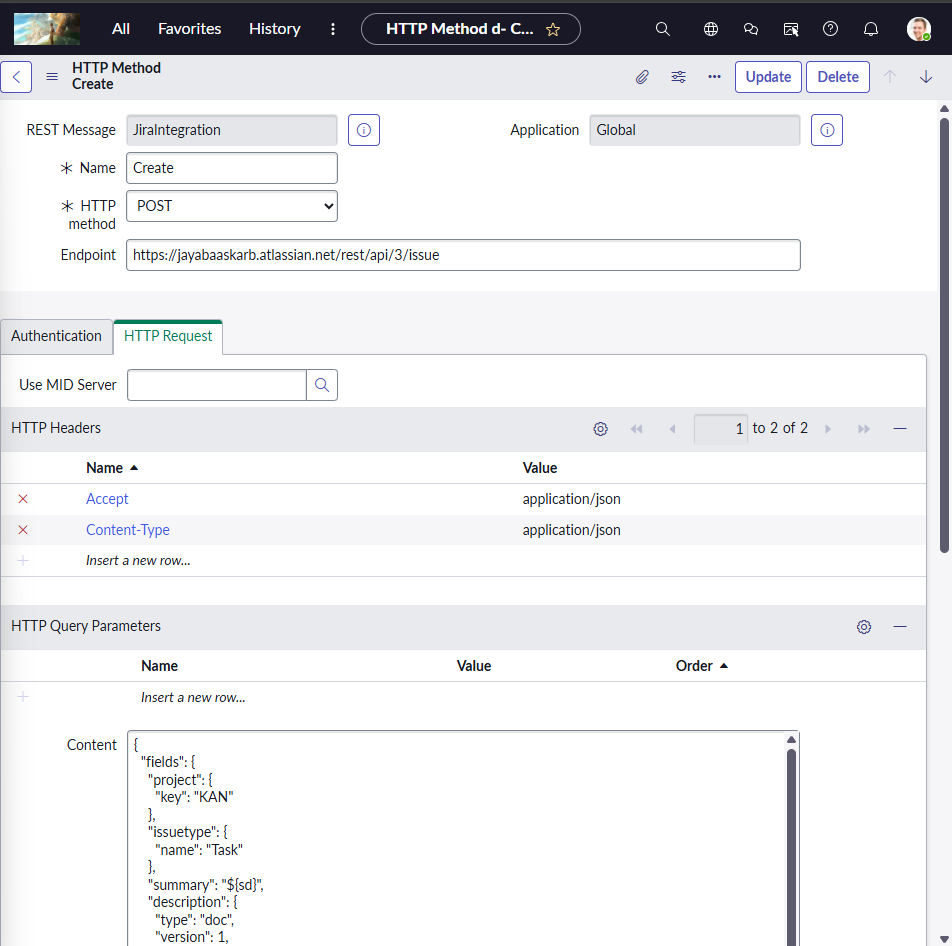 All Favorites History HTTP Method d- C...
HTTP Method
Create
Update Delete
REST Message JiraIntegration Application Global
Name Create
HTTP method POST
Endpoint https://jayabaaskarb.atlassian.net/rest/api/3/issue
Authentication HTTP Request
Use MID Server
HTTP Headers 1 to 2 of 2
Name Value
Accept application/json
Content-Type application/json
Insert a new row...
HTTP Query Parameters
Name Value Order
Insert a new row...
Content {
"fields": {
"project": {
"key": "KAN"
},
"issuetype": {
"name": "Task"
},
"summary": "${sd}",
"description": {
"type": "doc",
"version": 1,